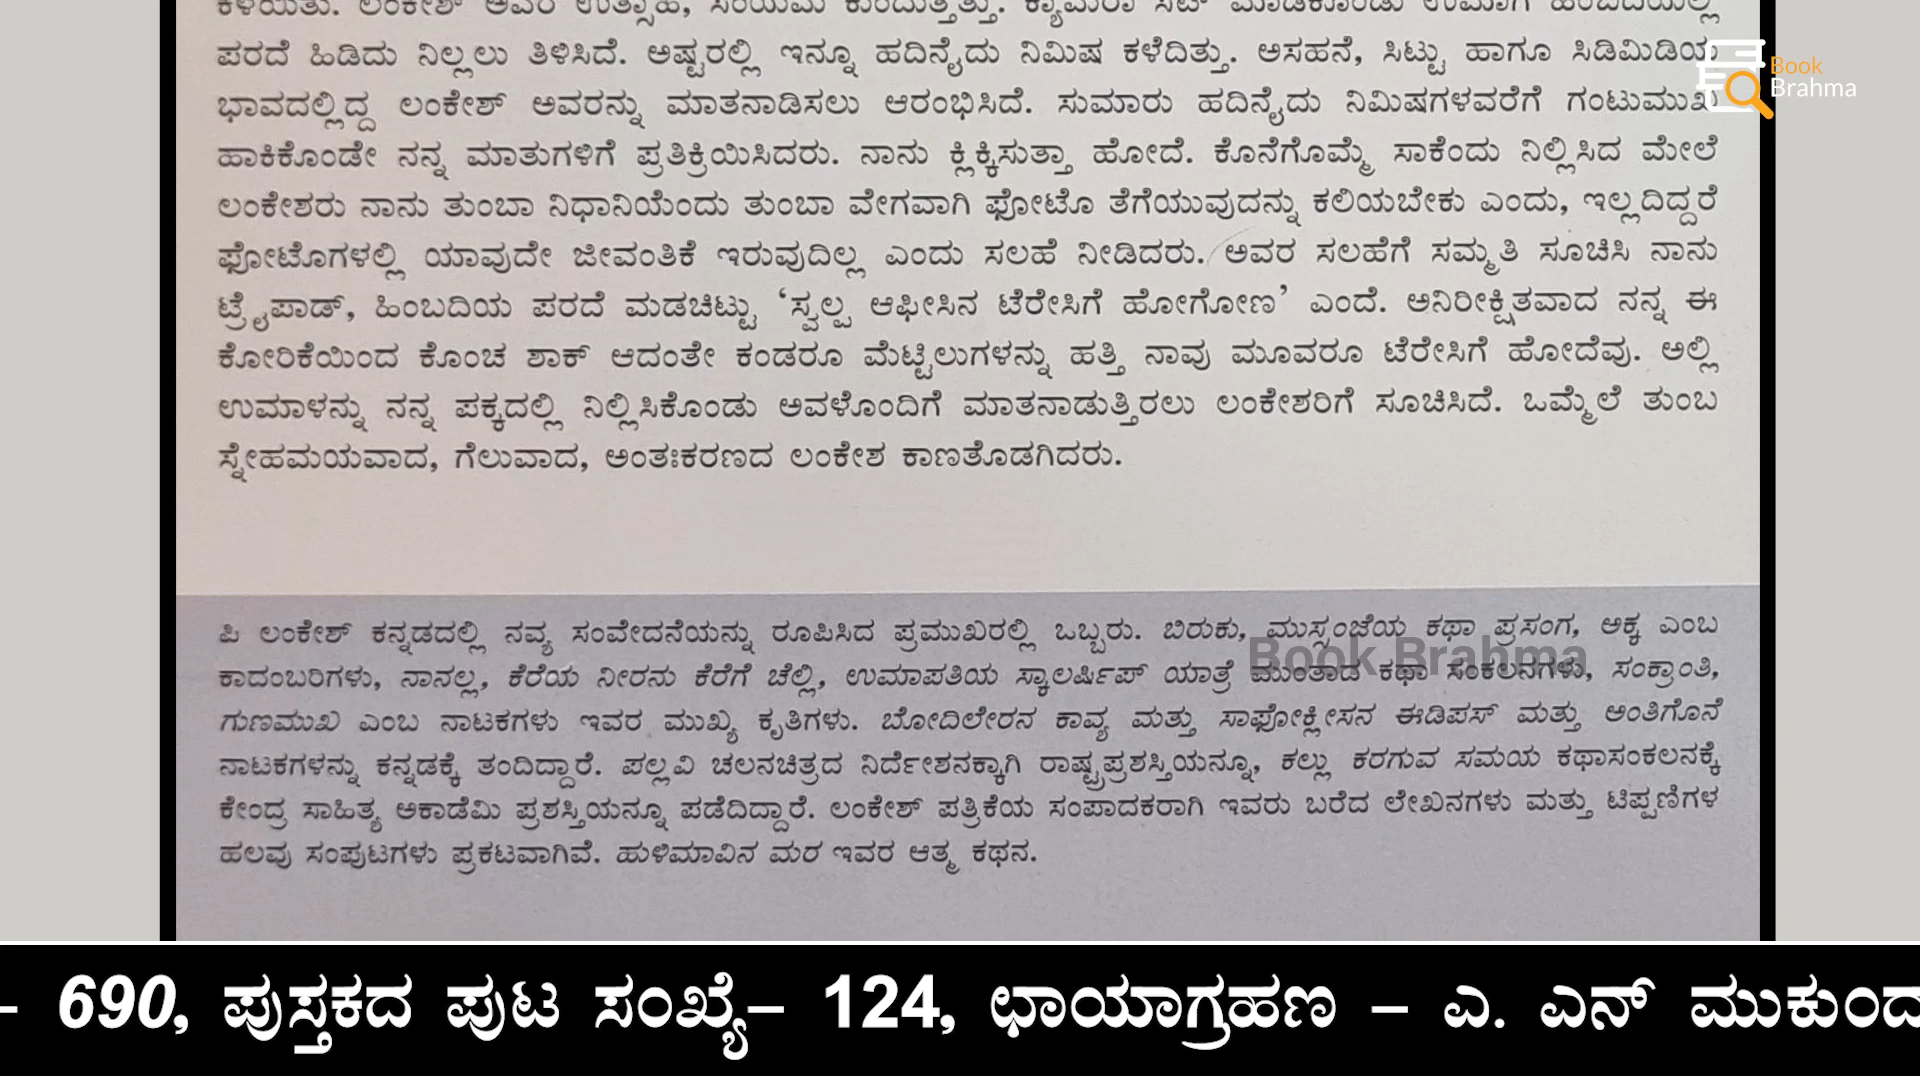 ಪರದೆ ಹಿಡಿದು ನಿಲ್ಲಲು ತಿಳಿಸಿದೆ. ಅಷ್ಟರಲ್ಲಿ ಇನ್ನೂ ಹದಿನೈದು ನಿಮಿಷ ಕಳೆದಿತ್ತು. ಅಸಹನೆ, ಸಿಟ್ಟು ಹಾಗೂ ಸಿಡಿಮಿಡಿಯ
Book
Brahma
ಭಾವದಲ್ಲಿದ್ದ ಲಂಕೇಶ್ ಅವರನ್ನು ಮಾತನಾಡಿಸಲು ಆರಂಭಿಸಿದೆ. ಸುಮಾರು ಹದಿನೈದು ನಿಮಿಷಗಳವರೆಗೆ ಗಂಟುಮುಖ
ಹಾಕಿಕೊಂಡೇ ನನ್ನ ಮಾತುಗಳಿಗೆ ಪ್ರತಿಕ್ರಿಯಿಸಿದರು. ನಾನು ಕ್ಲಿಕ್ಕಿಸುತ್ತಾ ಹೋದೆ. ಕೊನೆಗೊಮ್ಮೆ ಸಾಕೆಂದು ನಿಲ್ಲಿಸಿದ ಮೇಲೆ
ಲಂಕೇಶರು ನಾನು ತುಂಬಾ ನಿಧಾನಿಯೆಂದು ತುಂಬಾ ವೇಗವಾಗಿ ಫೋಟೊ ತೆಗೆಯುವುದನ್ನು ಕಲಿಯಬೇಕು ಎಂದು, ಇಲ್ಲದಿದ್ದರೆ
ಫೋಟೊಗಳಲ್ಲಿ ಯಾವುದೇ ಜೀವಂತಿಕೆ ಇರುವುದಿಲ್ಲ ಎಂದು ಸಲಹೆ ನೀಡಿದರು. ಅವರ ಸಲಹೆಗೆ ಸಮ್ಮತಿ ಸೂಚಿಸಿ ನಾನು
ಟ್ರೈಪಾಡ್, ಹಿಂಬದಿಯ ಪರದೆ ಮಡಚಿಟ್ಟು ‘ಸ್ವಲ್ಪ ಆಫೀಸಿನ ಟೆರೇಸಿಗೆ ಹೋಗೋಣ’ ಎಂದೆ. ಅನಿರೀಕ್ಷಿತವಾದ ನನ್ನ ಈ
ಕೋರಿಕೆಯಿಂದ ಕೊಂಚ ಶಾಕ್ ಆದಂತೇ ಕಂಡರೂ ಮೆಟ್ಟಿಲುಗಳನ್ನು ಹತ್ತಿ ನಾವು ಮೂವರೂ ಟೆರೇಸಿಗೆ ಹೋದೆವು. ಅಲ್ಲಿ
ಉಮಾಳನ್ನು ನನ್ನ ಪಕ್ಕದಲ್ಲಿ ನಿಲ್ಲಿಸಿಕೊಂಡು ಅವಳೊಂದಿಗೆ ಮಾತನಾಡುತ್ತಿರಲು ಲಂಕೇಶರಿಗೆ ಸೂಚಿಸಿದೆ. ಒಮ್ಮೆಲೆ ತುಂಬ
ಸ್ನೇಹಮಯವಾದ, ಗೆಲುವಾದ, ಅಂತಃಕರಣದ ಲಂಕೇಶ ಕಾಣತೊಡಗಿದರು.
ಪಿ ಲಂಕೇಶ್ ಕನ್ನಡದಲ್ಲಿ ನವ್ಯ ಸಂವೇದನೆಯನ್ನು ರೂಪಿಸಿದ ಪ್ರಮುಖರಲ್ಲಿ ಒಬ್ಬರು. ಬಿರುಕು, ಮುಸ್ಸಂಜೆಯ ಕಥಾ ಪ್ರಸಂಗ, ಅಕ್ಕ ಎಂಬ
Book Brahma
ಕಾದಂಬರಿಗಳು, ನಾನಲ್ಲ, ಕೆರೆಯ ನೀರನು ಕೆರೆಗೆ ಚೆಲ್ಲಿ, ಉಮಾಪತಿಯ ಸ್ಕಾಲರ್ಷಿಪ್ ಯಾತ್ರೆ ಮುಂತಾದ ಕಥಾ ಸಂಕಲನಗಳು, ಸಂಕ್ರಾಂತಿ,
ಗುಣಮುಖ ಎಂಬ ನಾಟಕಗಳು ಇವರ ಮುಖ್ಯ ಕೃತಿಗಳು. ಬೋದಿಲೇರನ ಕಾವ್ಯ ಮತ್ತು ಸಾಫೋಕ್ಲೀಸನ ಈಡಿಪಸ್ ಮತ್ತು ಅಂತಿಗೊನೆ
ನಾಟಕಗಳನ್ನು ಕನ್ನಡಕ್ಕೆ ತಂದಿದ್ದಾರೆ. ಪಲ್ಲವಿ ಚಲನಚಿತ್ರದ ನಿರ್ದೇಶನಕ್ಕಾಗಿ ರಾಷ್ಟ್ರಪ್ರಶಸ್ತಿಯನ್ನೂ, ಕಲ್ಲು ಕರಗುವ ಸಮಯ ಕಥಾಸಂಕಲನಕ್ಕೆ
ಕೇಂದ್ರ ಸಾಹಿತ್ಯ ಅಕಾಡೆಮಿ ಪ್ರಶಸ್ತಿಯನ್ನೂ ಪಡೆದಿದ್ದಾರೆ. ಲಂಕೇಶ್ ಪತ್ರಿಕೆಯ ಸಂಪಾದಕರಾಗಿ ಇವರು ಬರೆದ ಲೇಖನಗಳು ಮತ್ತು ಟಿಪ್ಪಣಿಗಳ
ಹಲವು ಸಂಪುಟಗಳು ಪ್ರಕಟವಾಗಿವೆ. ಹುಳಿಮಾವಿನ ಮರ ಇವರ ಆತ್ಮ ಕಥನ.
– 690, ಪುಸ್ತಕದ ಪುಟ ಸಂಖ್ಯೆ– 124, ಛಾಯಾಗ್ರಹಣ – ಎ. ಎನ್ ಮುಕುಂದ